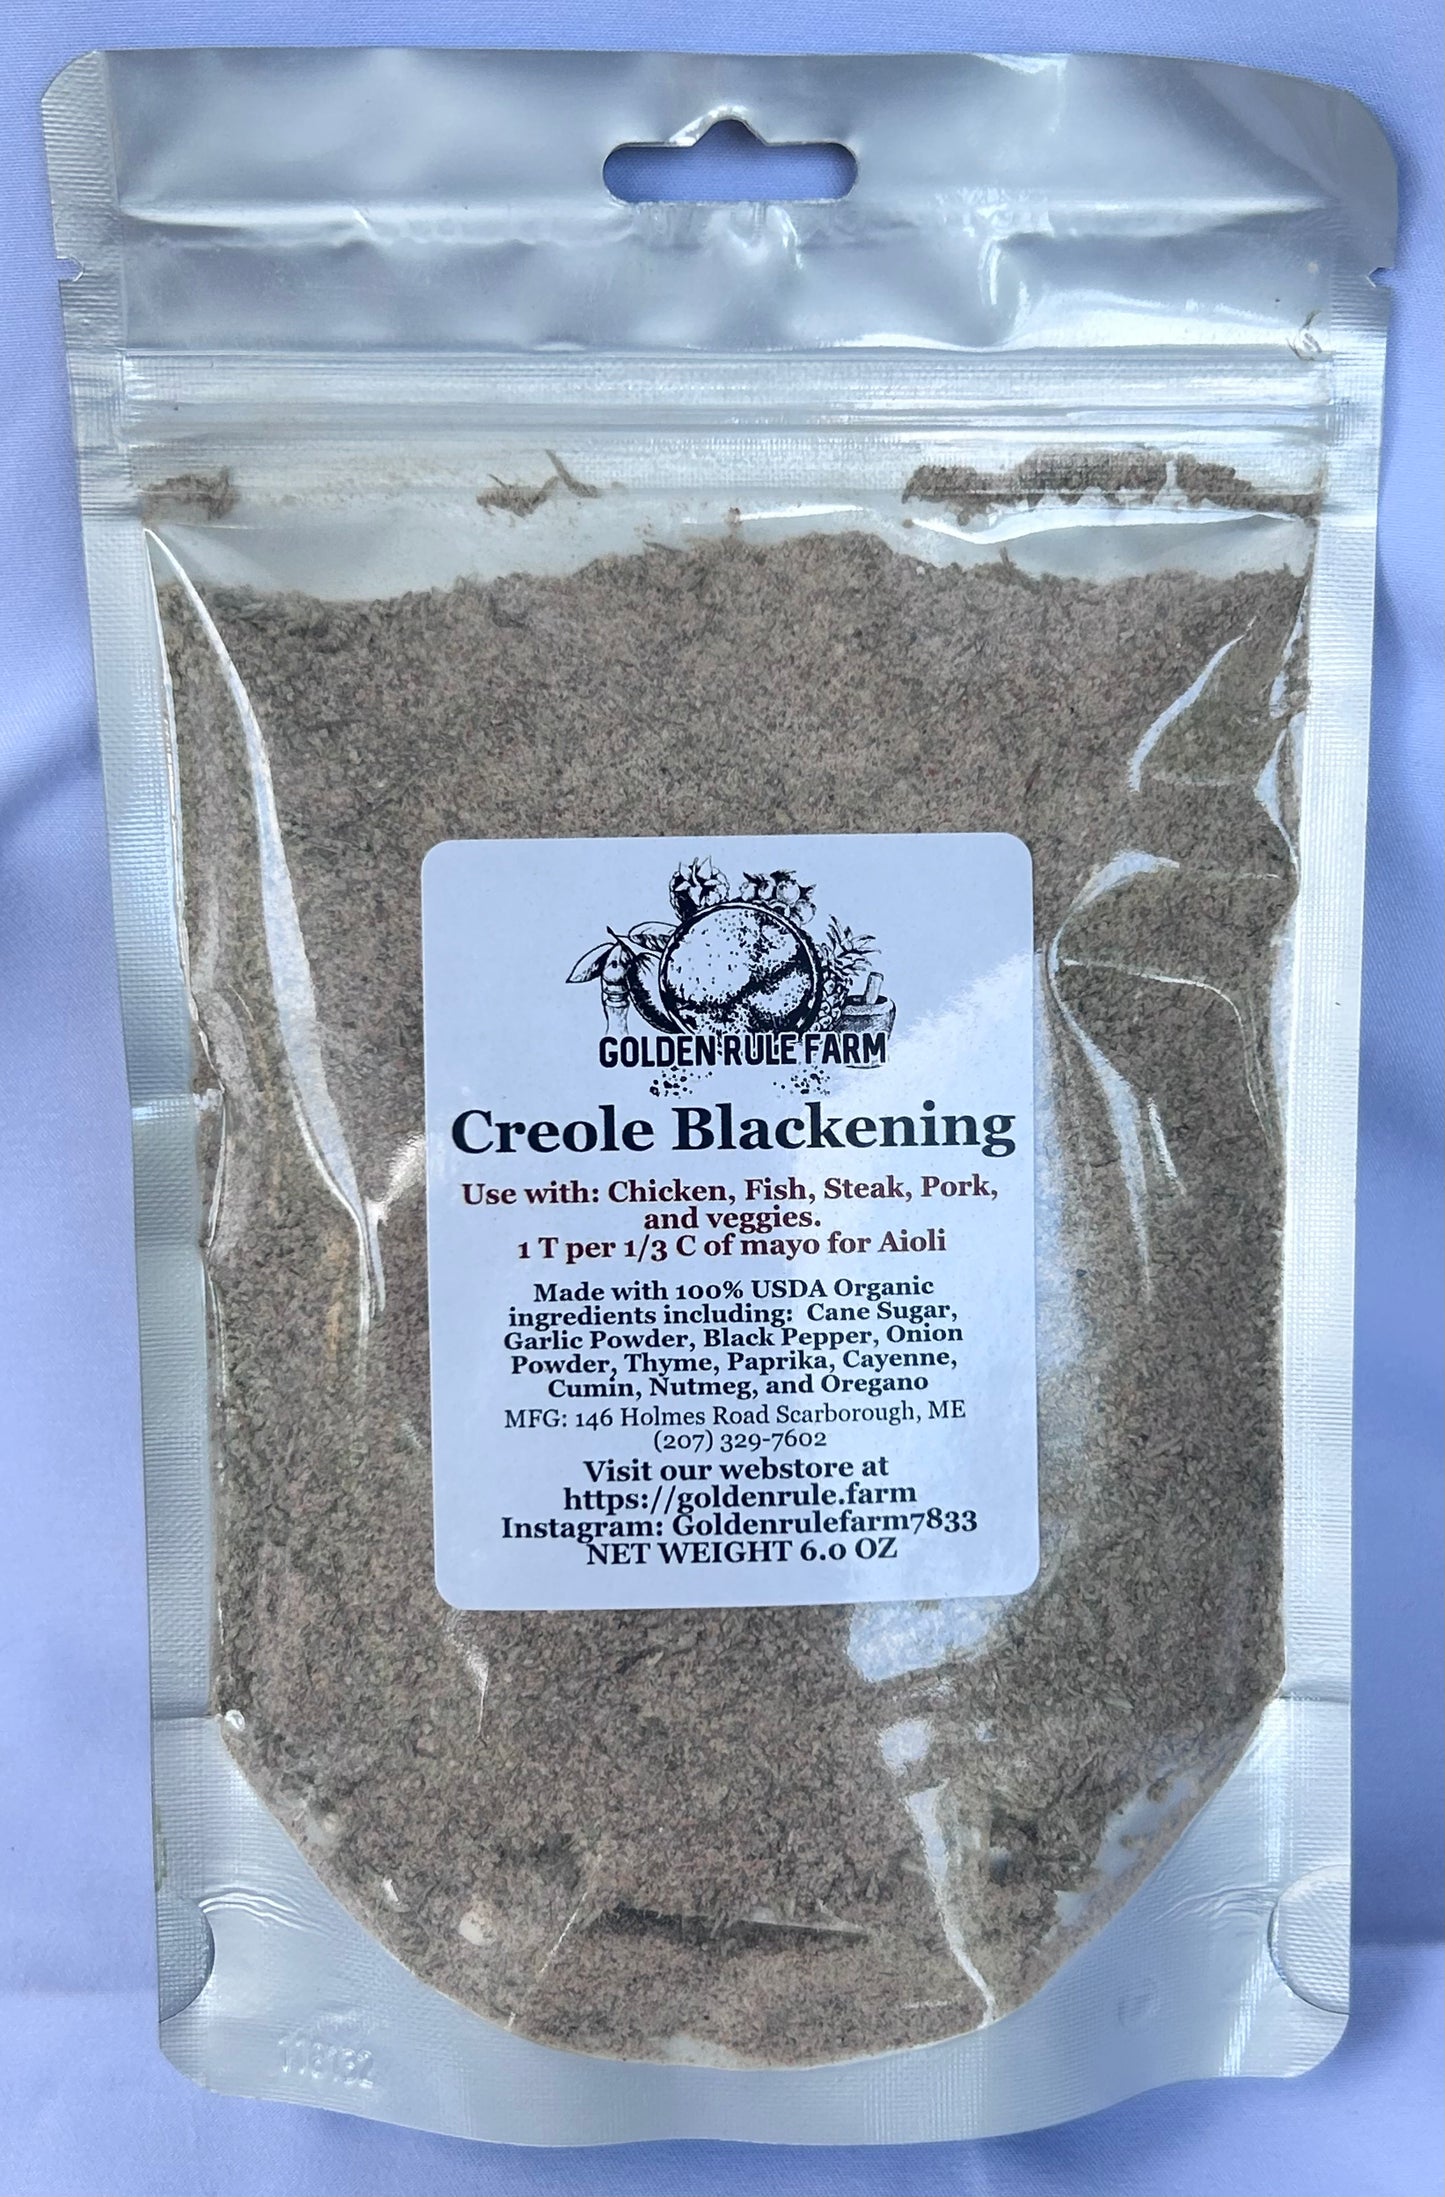 GOLDEN RULE FARM
Creole Blackening
Use with: Chicken, Fish, Steak, Pork,
and veggies.
1 T per 1/3 C of mayo for Aioli
Made with 100% USDA Organic
ingredients including: Cane Sugar,
Garlic Powder, Black Pepper, Onion
Powder, Thyme, Paprika, Cayenne,
Cumin, Nutmeg, and Oregano
MFG: 146 Holmes Road Scarborough, ME
(207) 329-7602
Visit our webstore at
https://goldenrule.farm
Instagram: Goldenrulefarm7833
NET WEIGHT 6.0 OZ